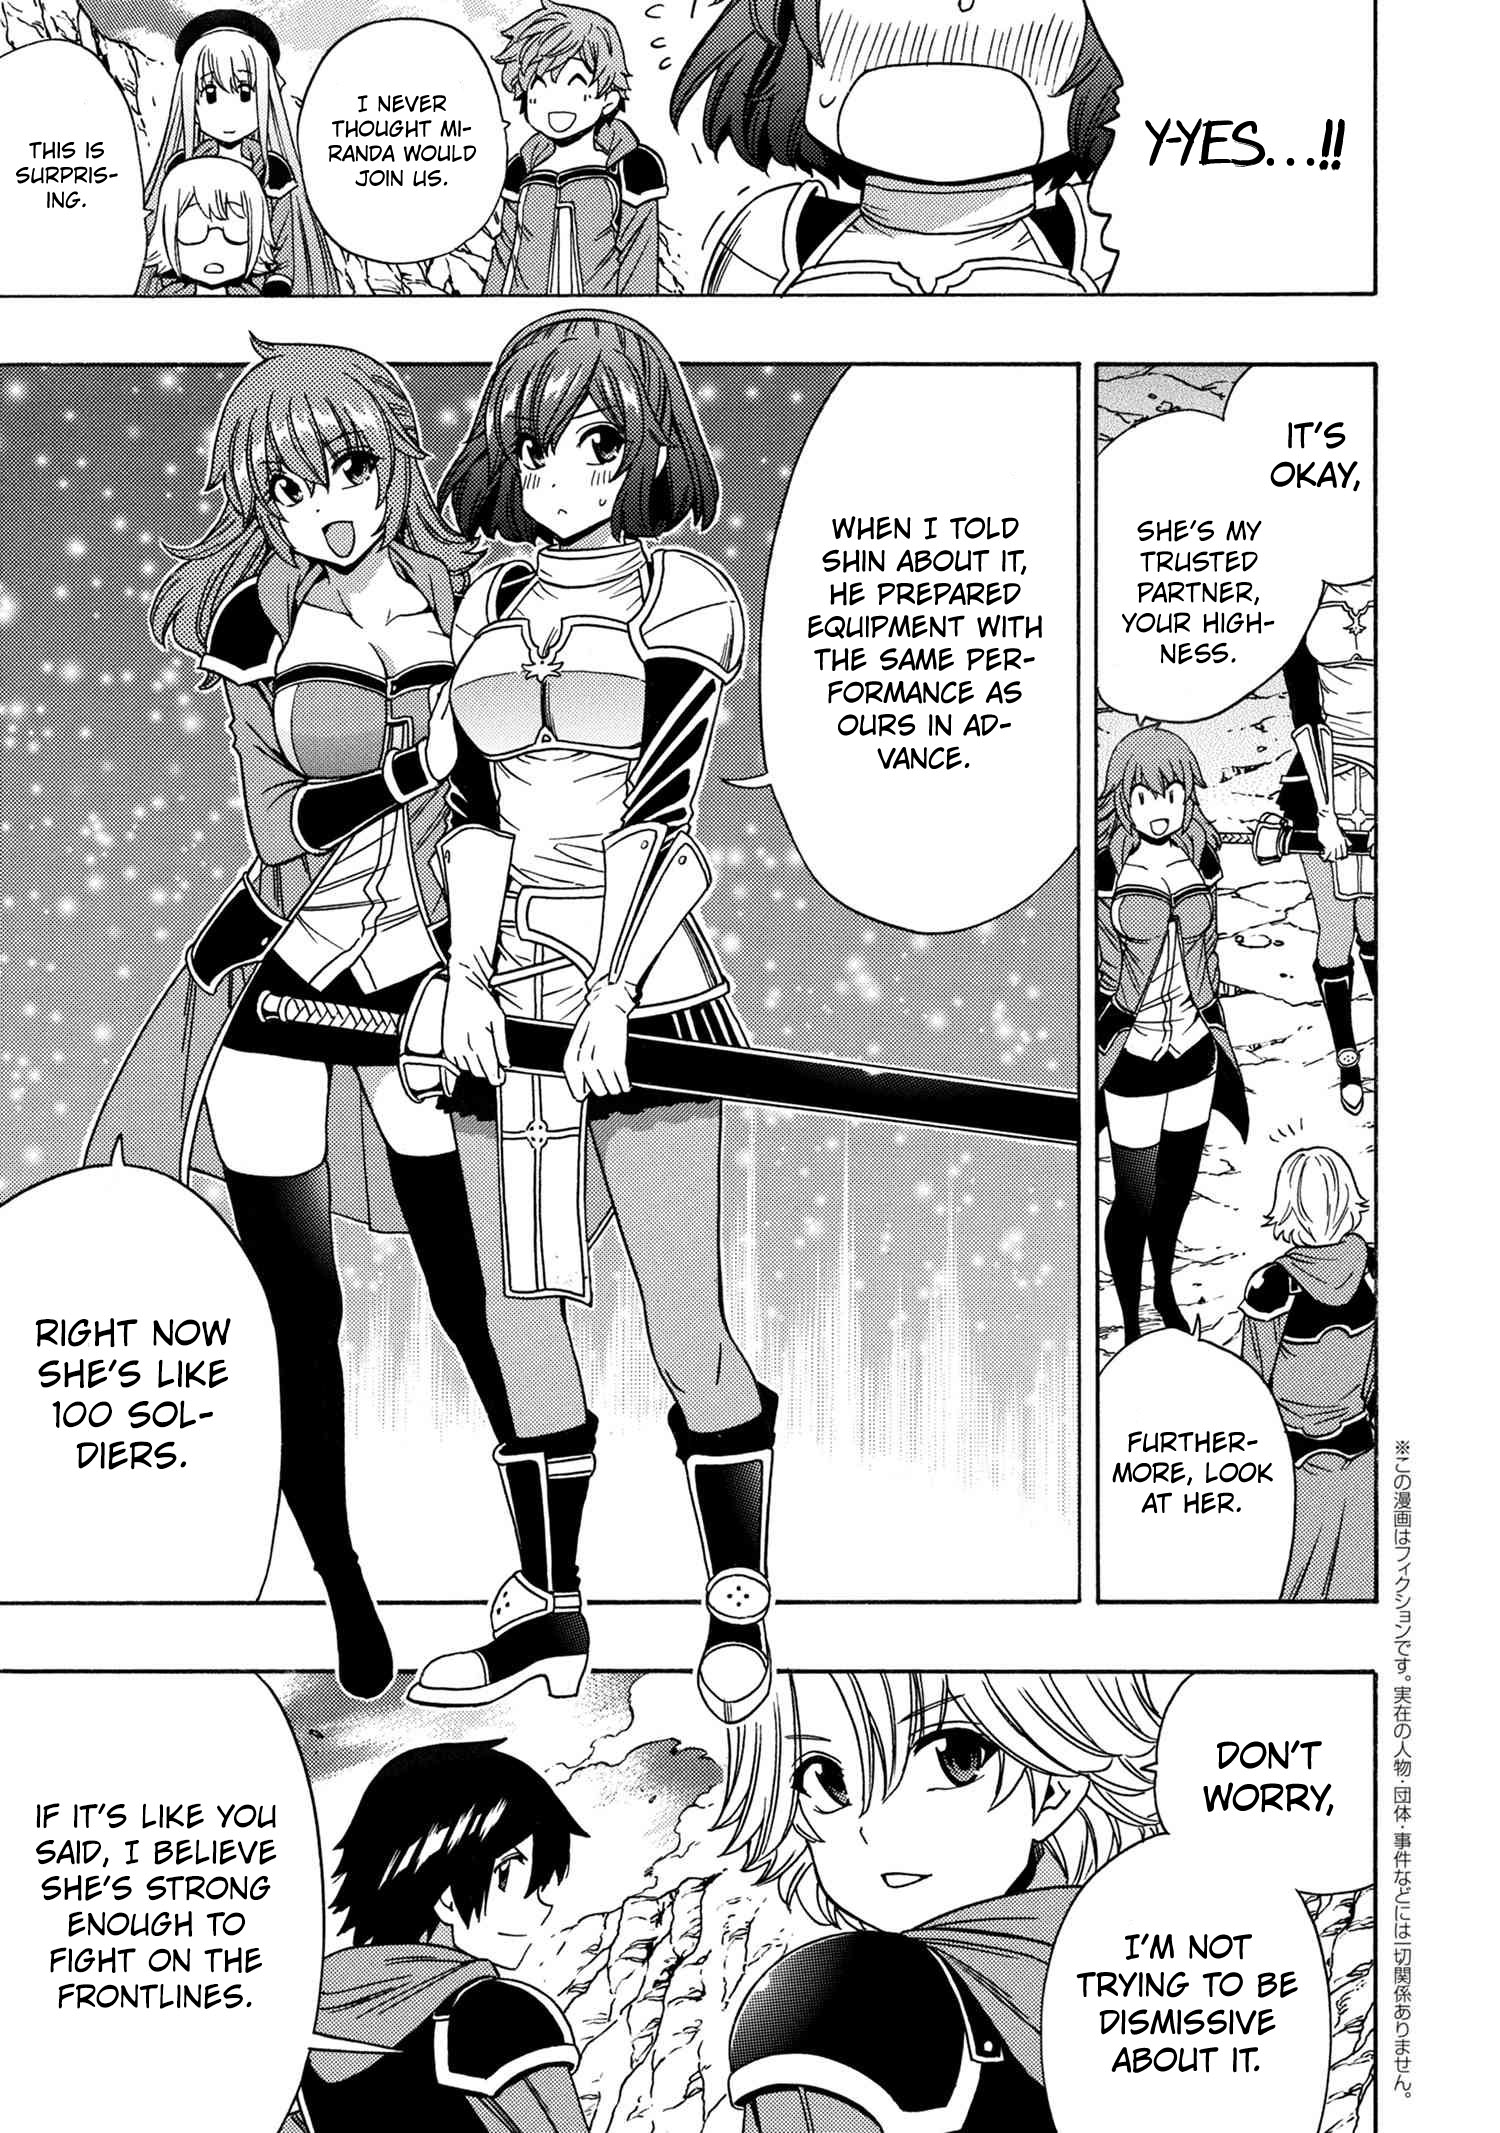 Y-YES...!!
I NEVER
THOUGHT MI-
RANDA WOULD
JOIN US.
THIS IS
SURPRIS-
ING.
IT'S
OKAY,
SHE'S MY
TRUSTED
PARTNER,
YOUR HIGH-
NESS.
FURTHER-
MORE, LOOK
AT HER.
WHEN I TOLD
SHIN ABOUT IT,
HE PREPARED
EQUIPMENT WITH
THE SAME PER-
FORMANCE AS
OURS IN AD-
VANCE.
RIGHT NOW
SHE'S LIKE
100 SOL-
DIERS.
DON'T
WORRY,
I'M NOT
TRYING TO BE
DISMISSIVE
ABOUT IT.
IF IT'S LIKE YOU
SAID, I BELIEVE
SHE'S STRONG
ENOUGH TO
FIGHT ON THE
FRONTLINES.
※この漫画はフィクションです。実在の人物・団体・事件などには一切関係ありません。